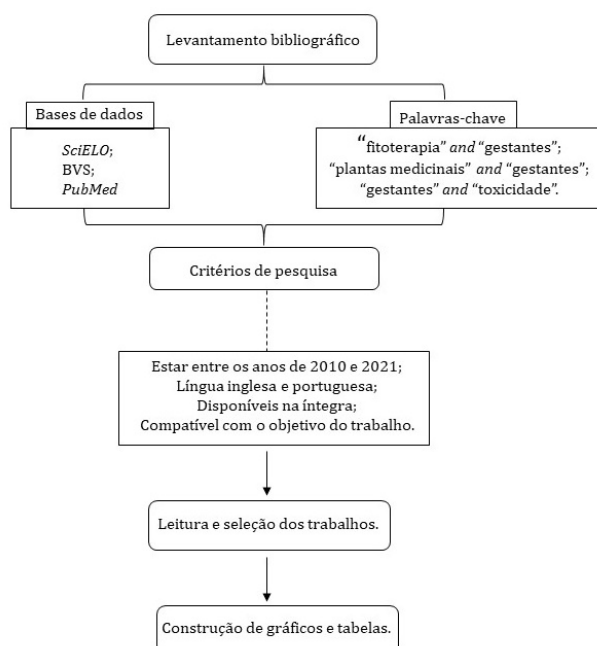 Levantamento bibliográfico
Bases de dados
SciELO;
BVS;
PubMed
Palavras-chave
“fitoterapia” and “gestantes”;
“plantas medicinais” and “gestantes”;
“gestantes” and “toxicidade”.
Critérios de pesquisa
Estar entre os anos de 2010 e 2021;
Língua inglesa e portuguesa;
Disponíveis na íntegra;
Compatível com o objetivo do trabalho.
Leitura e seleção dos trabalhos.
Construção de gráficos e tabelas.